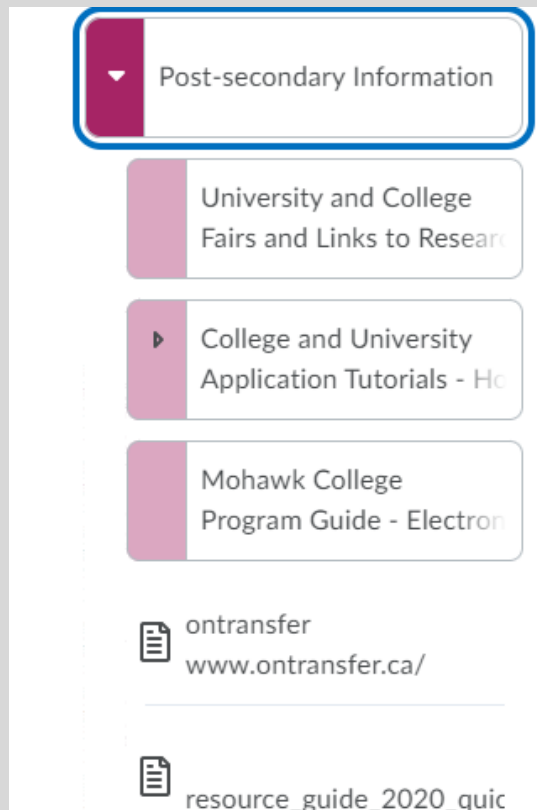 Post-secondary Information
University and College
Fairs and Links to Resear
College and University
Application Tutorials - Ho
Mohawk College
Program Guide - Electron
ontransfer
www.ontransfer.ca/
resource_guide_2020_quic